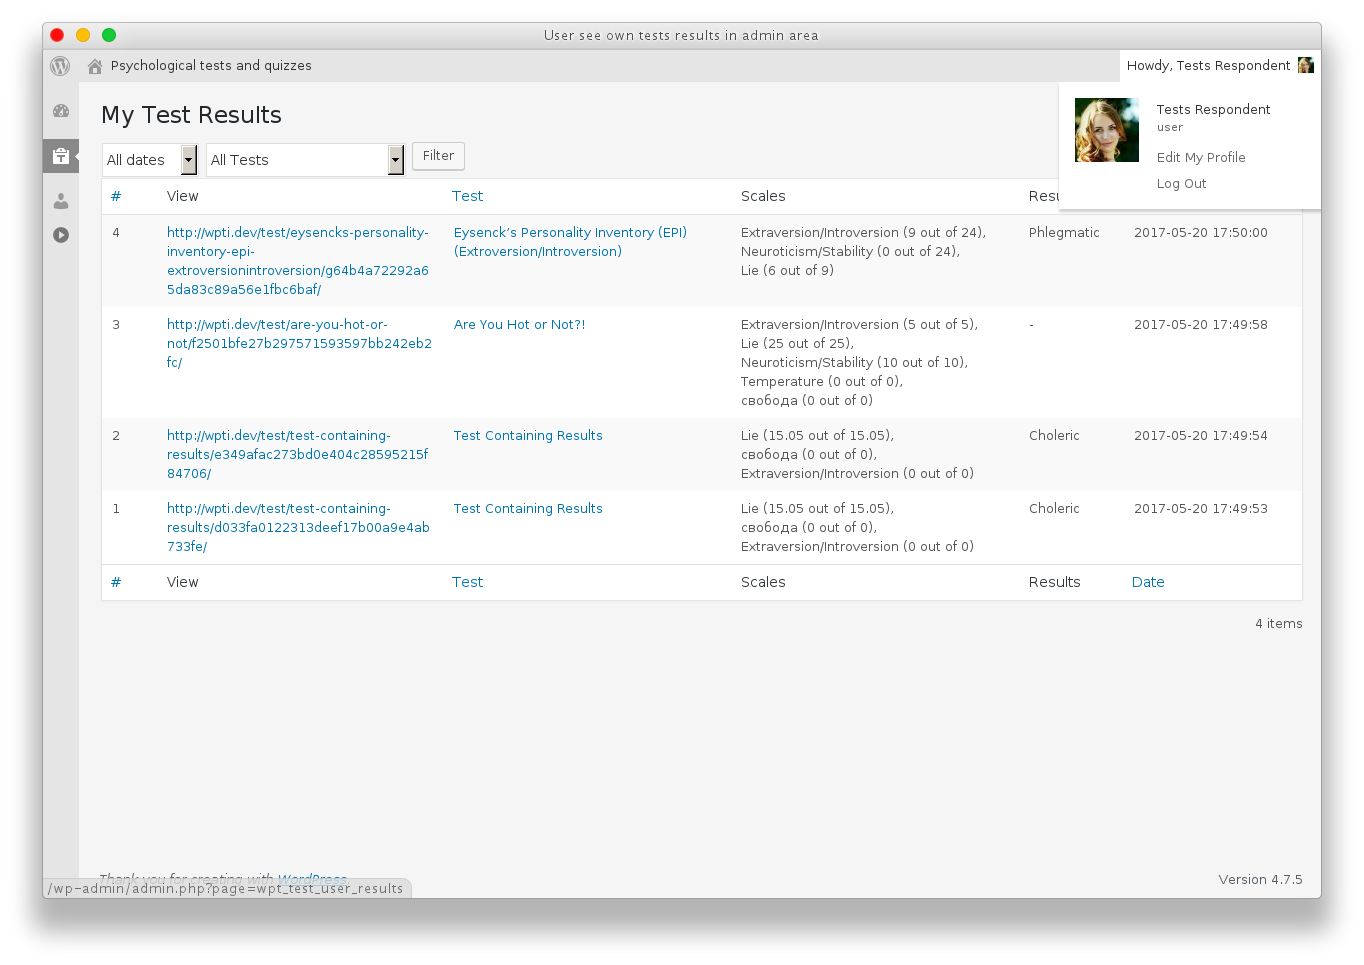 User see own tests results in admin area
Psychological tests and quizzes
Howdy, Tests Respondent
Tests Respondent
user
Edit My Profile
Log Out
My Test Results
All dates
All Tests
Filter
# View Test Scales
4 http://wpti.dev/test/eysencks-personality- Eysenck’s Personality Inventory (EPI) Extraversion/Introversion (9 out of 24), Phlegmatic 2017-05-20 17:50:00
inventory-epi- (Extroversion/Introversion) Neuroticism/Stability (0 out of 24),
extroversionintroversion/g64b4a72292a6 Lie (6 out of 9)
5da83c89a56e1fbc6baf/
3 http://wpti.dev/test/are-you-hot-or- Are You Hot or Not?! Extraversion/Introversion (5 out of 5), - 2017-05-20 17:49:58
not/f2501bfe27b297571593597bb242eb2 Lie (25 out of 25),
fc/ Neuroticism/Stability (10 out of 10),
Temperature (0 out of 0),
свобода (0 out of 0)
2 http://wpti.dev/test/test-containing- Test Containing Results Lie (15.05 out of 15.05), Choleric 2017-05-20 17:49:54
results/e349afac273bd0e404c28595215f свобода (0 out of 0),
84706/ Extraversion/Introversion (0 out of 0)
1 http://wpti.dev/test/test-containing- Test Containing Results Lie (15.05 out of 15.05), Choleric 2017-05-20 17:49:53
results/d033fa0122313deef17b00a9e4ab свобода (0 out of 0),
733fe/ Extraversion/Introversion (0 out of 0)
# View Test Scales Results Date
4 items
Thank you for creating with WordPress.
Version 4.7.5
/wp-admin/admin.php?page=wpt_test_user_results